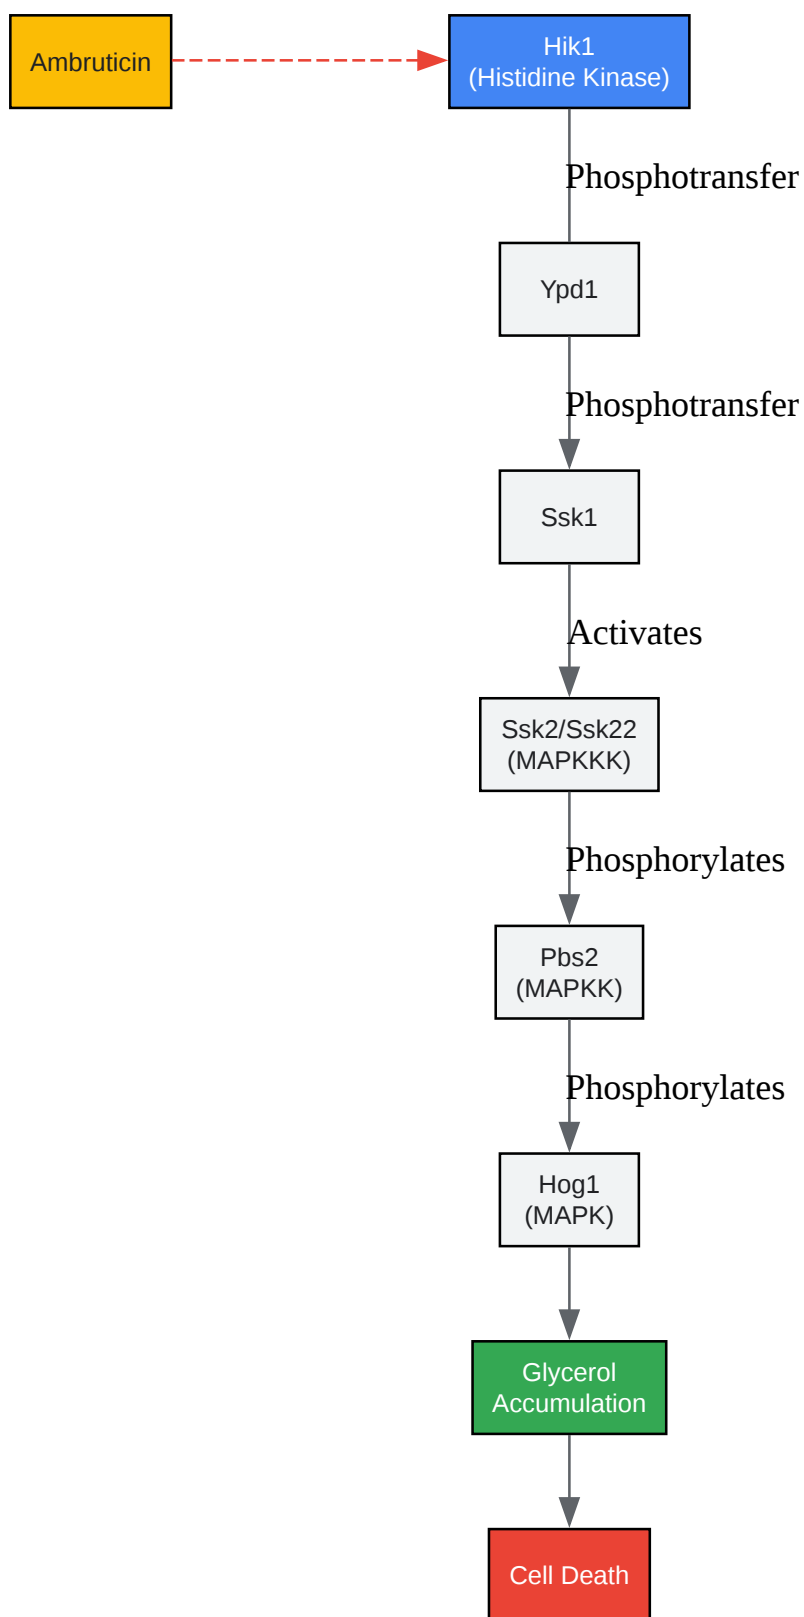 Ambruticin
Hik1
(Histidine Kinase)
Phosphotransfer
Ypd1
Phosphotransfer
Ssk1
Activates
Ssk2/Ssk22
(MAPKKK)
Phosphorylates
Pbs2
(MAPKK)
Phosphorylates
Hog1
(MAPK)
Glycerol
Accumulation
Cell Death